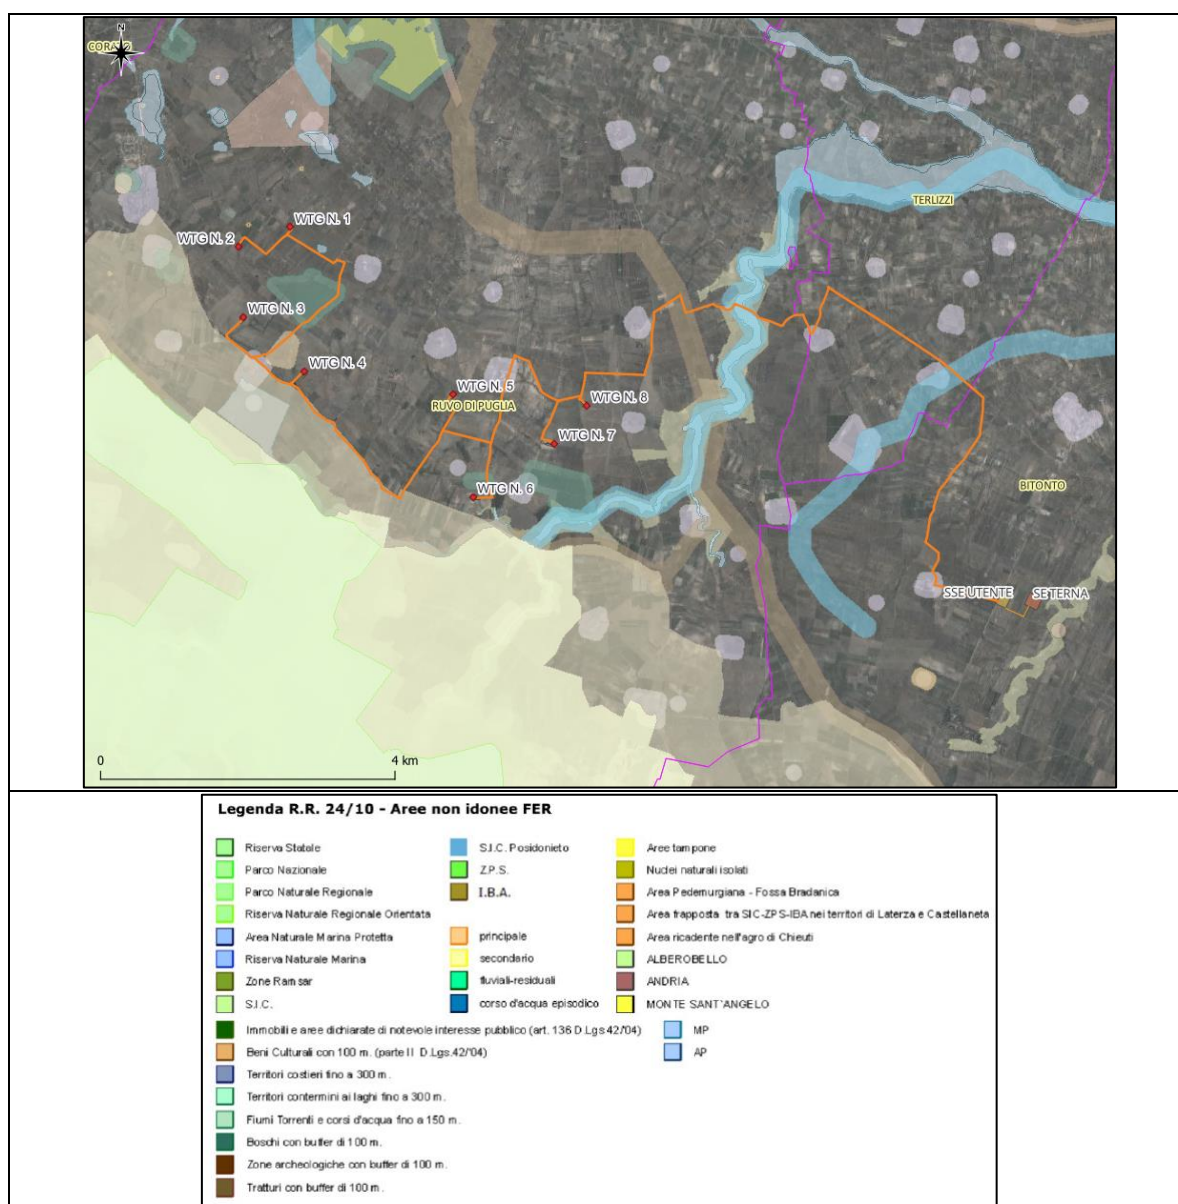 N
CORATO
WTG N. 1
WTG N. 2
WTG N. 3
WTG N. 4
WTG N. 5
RUVO DI PUGLIA
WTG N. 8
WTG N. 7
WTG N. 6
TERLIZZI
BITONTO
SSE UTENTE
SE TERNA
0 4 km
Legenda R.R. 24/10 - Aree non idonee FER
Riserva Statale
Parco Nazionale
Parco Naturale Regionale
Riserva Naturale Regionale Orientata
Area Naturale Marina Protetta
Riserva Naturale Marina
Zone Ramsar
S.I.C.
S.I.C. Posidonieto
Z.P.S.
I.B.A.
principale
secondario
fluviali-residuali
corso d'acqua episodico
Aree tampone
Nuclei naturali isolati
Area Pedemurgiana - Fossa Bradanica
Area frapposta tra SIC-ZPS-IBA nei territori di Laterza e Castellaneta
Area ricadente nell'agro di Chieuti
ALBEROBELLO
ANDRIA
MONTE SANT'ANGELO
Immobili e aree dichiarate di notevole interesse pubblico (art. 136 D.Lgs.42/'04)
Beni Culturali con 100 m. (parte II D.Lgs.42/'04)
Territori costieri fino a 300 m.
Territori contermini ai laghi fino a 300 m.
Fiumi Torrenti e corsi d'acqua fino a 150 m.
Boschi con buffer di 100 m.
Zone archeologiche con buffer di 100 m.
Tratturi con buffer di 100 m.
MP
AP